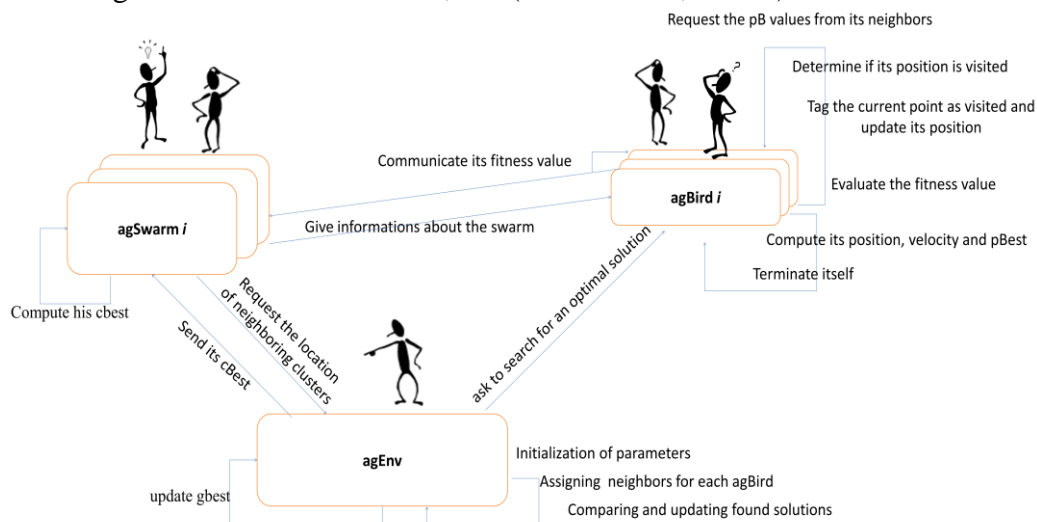 Request the pB values from its neighbors
Determine if its position is visited
Tag the current point as visited and
update its position
Communicate its fitness value
Evaluate the fitness value
agBird i
agSwarm i
Give informations about the swarm
Compute its position, velocity and pBest
Terminate itself
Compute his cbest
Request the location
of neighboring clusters
Send its cBest
ask to search for an optimal solution
agEnv
Initialization of parameters
Assigning neighbors for each agBird
update gbest
Comparing and updating found solutions